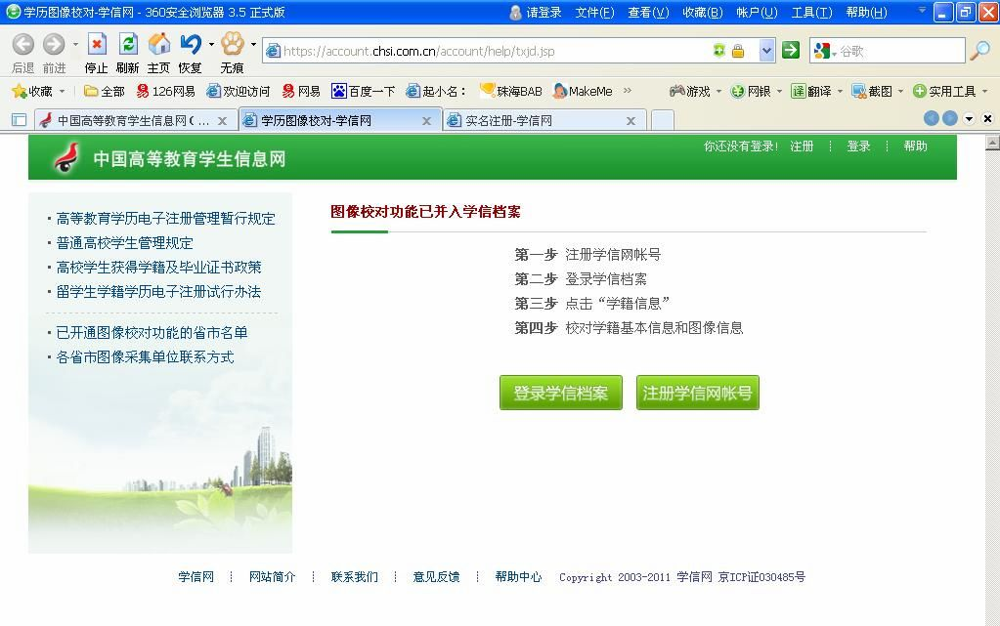 学历图像校对-学信网 - 360安全浏览器 3.5 正式版
请登录 文件(F) 查看(V) 收藏(B) 帐户(U) 工具(T) 帮助(H)
后退 前进 停止 刷新 主页 恢复 无痕
https://account.chsi.com.cn/account/help/txjd.jsp
谷歌
收藏 全部 126网易 欢迎访问 网易 百度一下 起小名： 珠海BAB MakeMe » 游戏 网银 翻译 截图 实用工具
中国高等教育学生信息网( ... 学历图像校对-学信网 实名注册-学信网
中国高等教育学生信息网
你还没有登录! 注册 登录 帮助
· 高等教育学历电子注册管理暂行规定
· 普通高校学生管理规定
· 高校学生获得学籍及毕业证书政策
· 留学生学籍学历电子注册试行办法
· 已开通图像校对功能的省市名单
· 各省市图像采集单位联系方式
图像校对功能已并入学信档案
第一步 注册学信网帐号
第二步 登录学信档案
第三步 点击“学籍信息”
第四步 校对学籍基本信息和图像信息
登录学信档案 注册学信网帐号
学信网 网站简介 联系我们 意见反馈 帮助中心 Copyright 2003-2011 学信网 京ICP证030485号